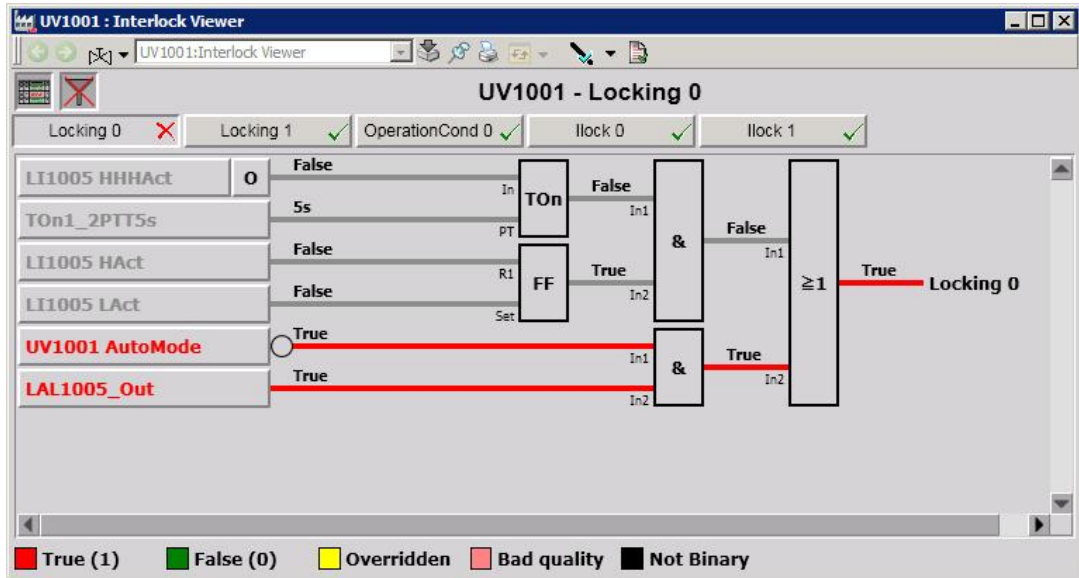 UV1001 : Interlock Viewer
UV1001:Interlock Viewer
UV1001 - Locking 0
Locking 0
Locking 1
OperationCond 0
Ilock 0
Ilock 1
LI1005 HHHAct
O
False
In
TOn
False
In1
TOn1_2PTT5s
5s
PT
&
False
In1
LI1005 HAct
False
R1
FF
True
In2
≧1
True
Locking 0
LI1005 LAct
False
Set
UV1001 AutoMode
True
In1
&
True
In2
LAL1005_Out
True
In2
True (1)
False (0)
Overridden
Bad quality
Not Binary